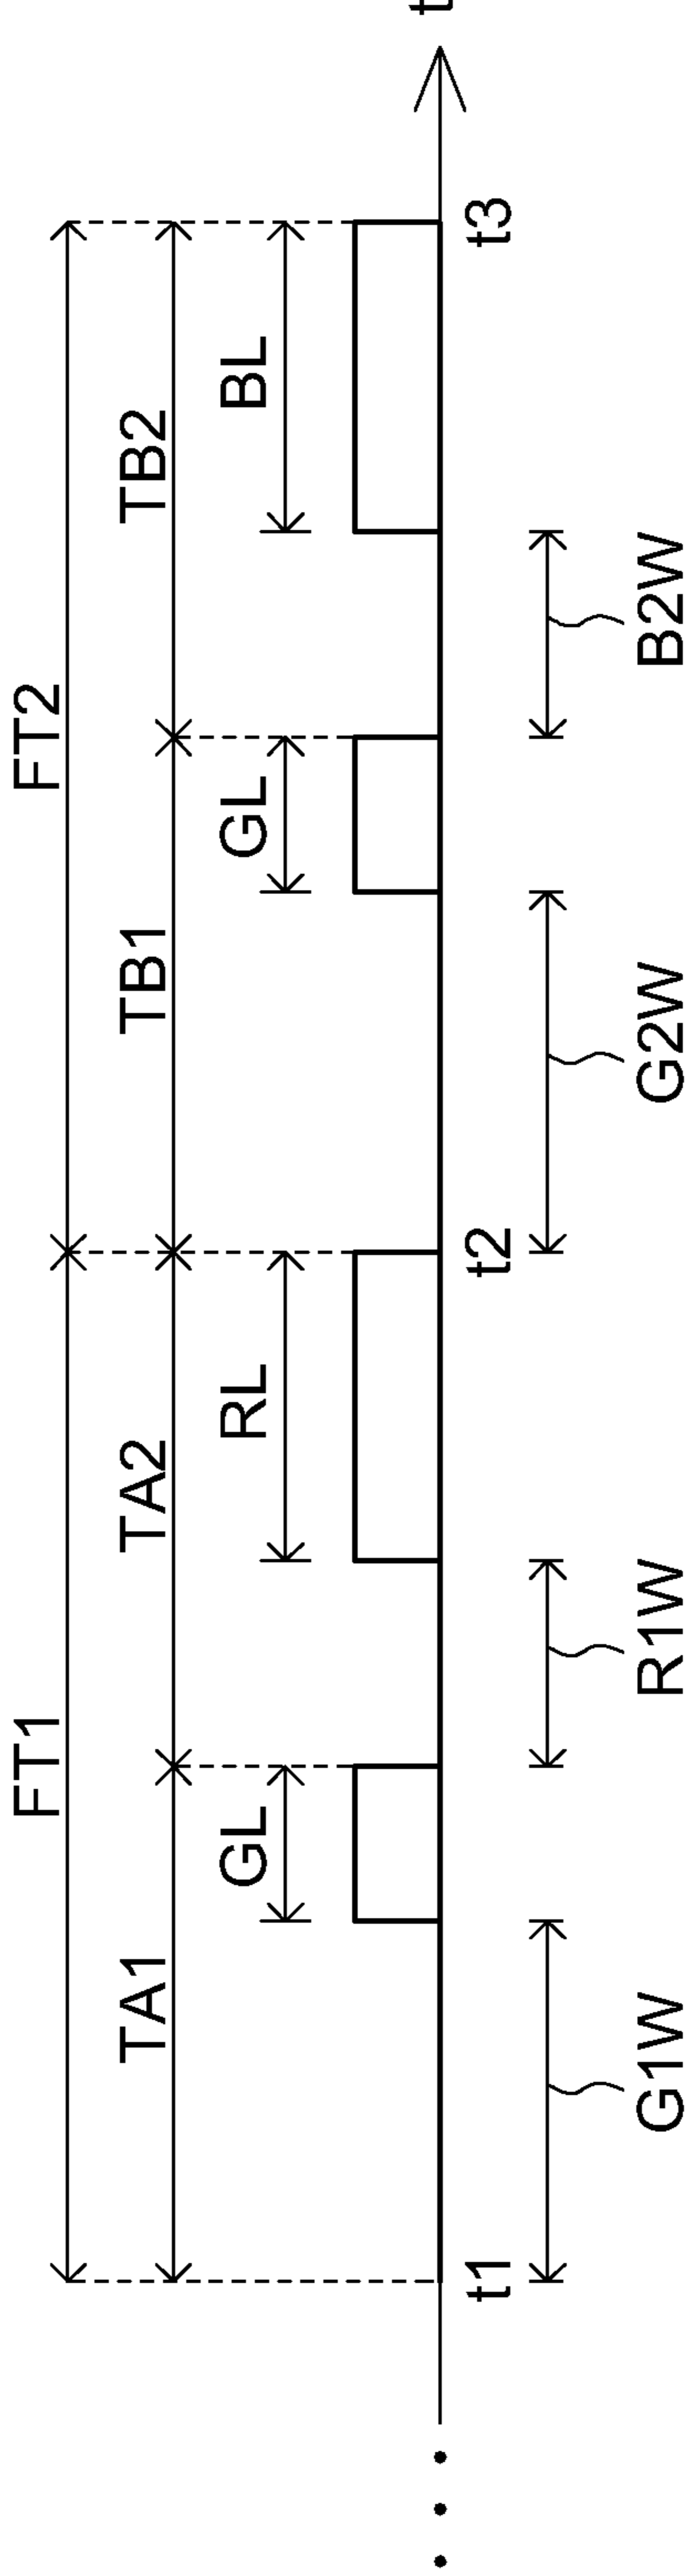 FT1 FT2
TA1 TA2 TB1 TB2
GL RL GL BL
t
t1 t2 t3
G1W R1W G2W B2W